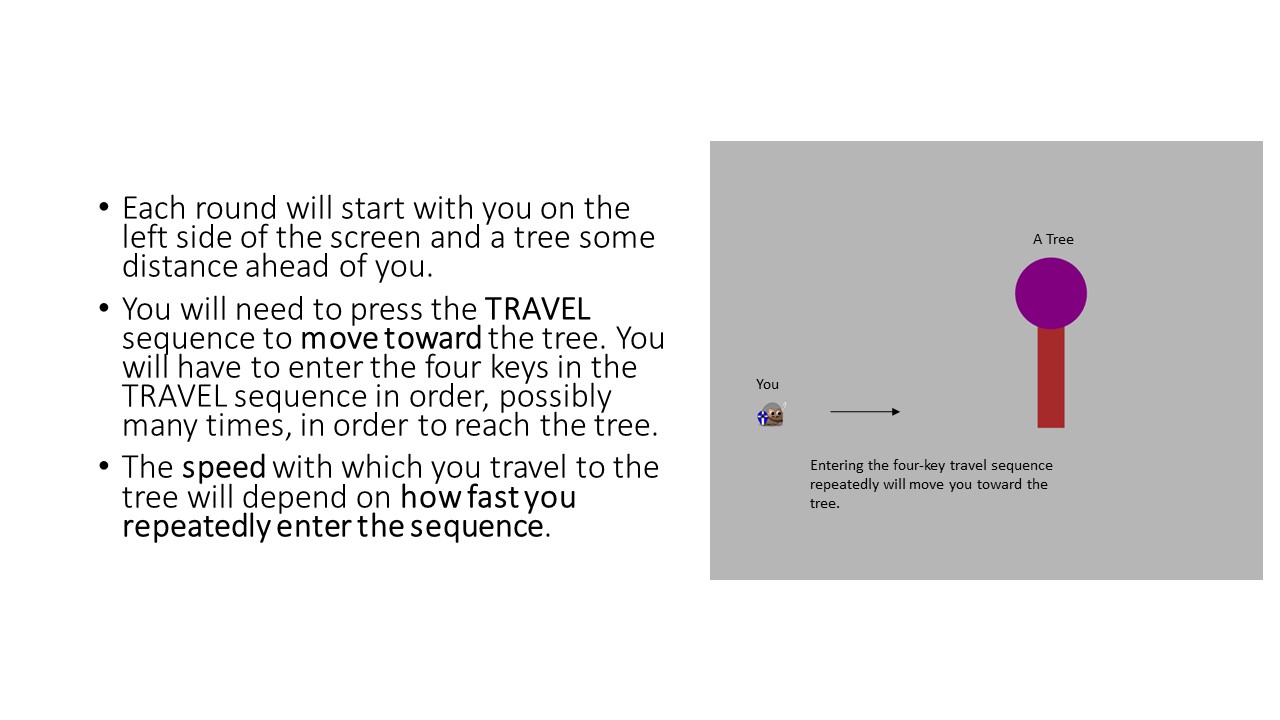 • Each round will start with you on the
left side of the screen and a tree some
distance ahead of you.
• You will need to press the TRAVEL
sequence to move toward the tree. You
will have to enter the four keys in the
TRAVEL sequence in order, possibly
many times, in order to reach the tree.
• The speed with which you travel to the
tree will depend on how fast you
repeatedly enter the sequence.
A Tree
You
Entering the four-key travel sequence
repeatedly will move you toward the
tree.